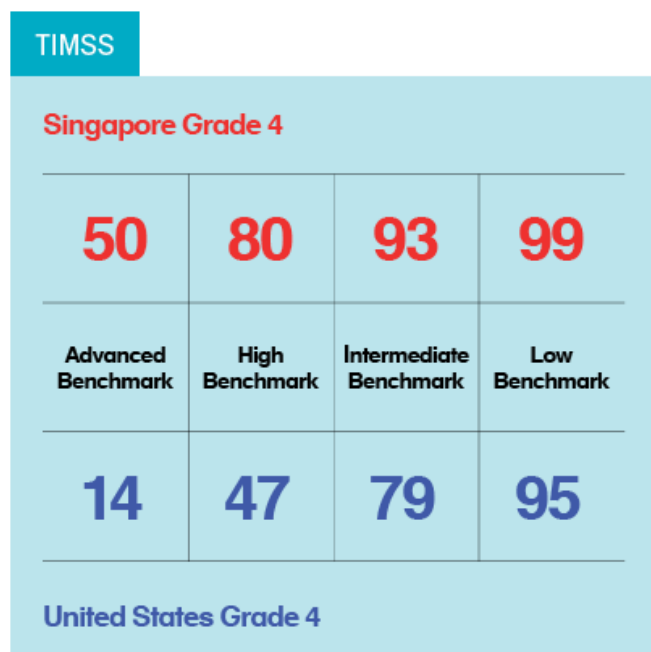 TIMSS
Singapore Grade 4
50 80 93 99
Advanced High Intermediate Low
Benchmark Benchmark Benchmark Benchmark
14 47 79 95
United States Grade 4